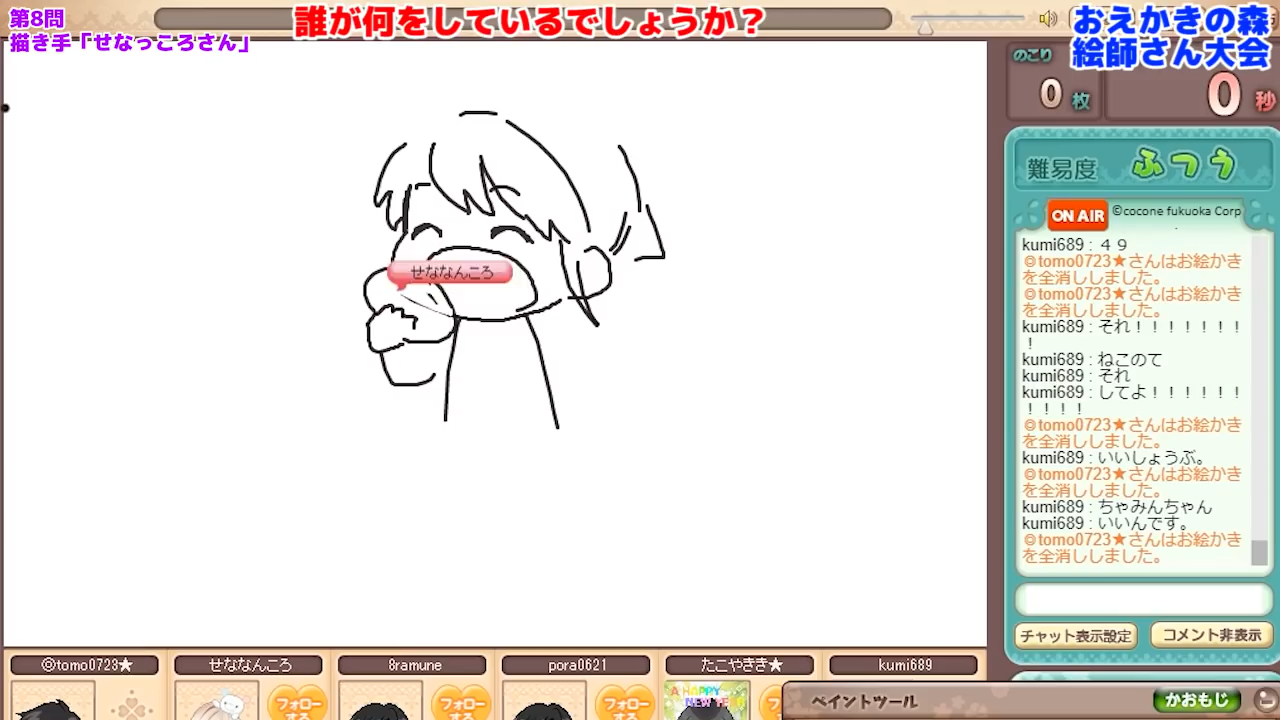 第8問
描き手「せなっころさん」
誰が何をしているでしょうか？
おえかきの森
絵師さん大会
のこり
0枚
0秒
難易度 ふつう
ON AIR
©cocone fukuoka Corp
.
kumi689 : ４９
◎tomo0723★さんはお絵かき
を全消ししました。
◎tomo0723★さんはお絵かき
を全消ししました。
kumi689 : それ！！！！！！！
！
kumi689 : ねこのて
kumi689 : それ
kumi689 : してよ！！！！！！
！！！！
◎tomo0723★さんはお絵かき
を全消ししました。
kumi689 : いいしょうぶ。
◎tomo0723★さんはお絵かき
を全消ししました。
kumi689 : ちゃみんちゃん
kumi689 : いいんです。
◎tomo0723★さんはお絵かき
を全消ししました。
せななんころ
チャット表示設定
コメント非表示
◎tomo0723★
せななんころ
8ramune
pora0621
たこやきき★
kumi689
フォロー
する
フォロー
する
フォロー
する
A HAPPY
NEW YE
フ
ペイントツール
かおもじ